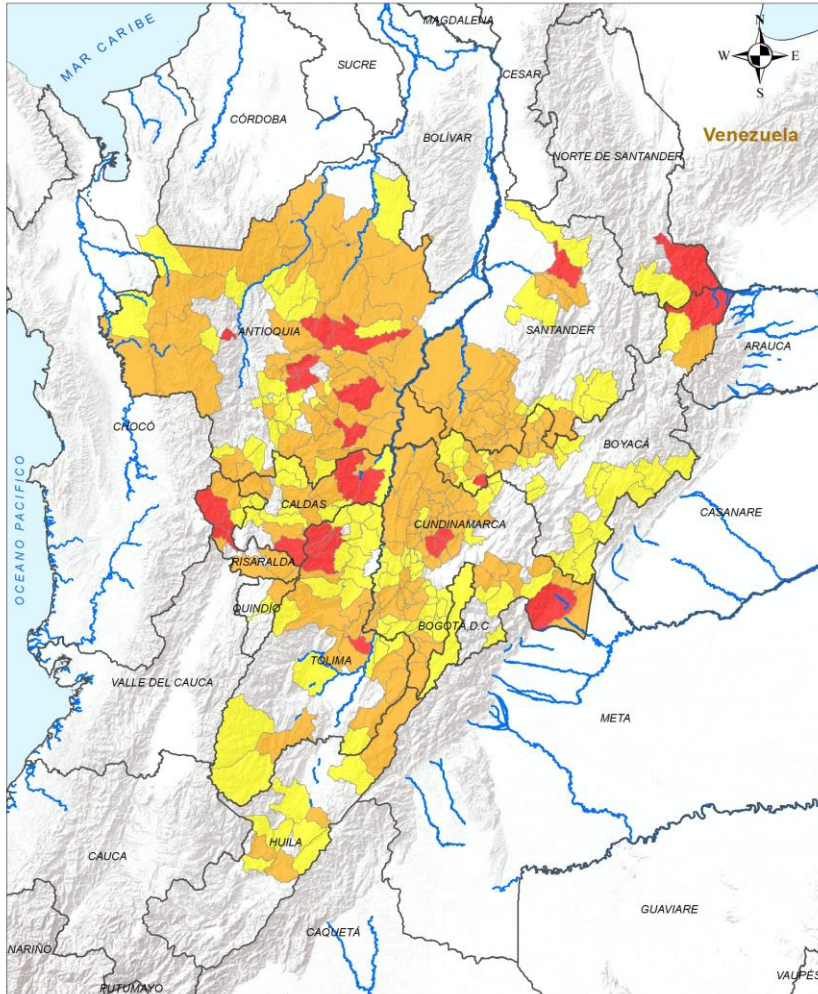 MAGDALENA
N
MAR CARIBE
W E
SUCRE
CESAR
S
CÓRDOBA
BOLÍVAR
Venezuela
NORTE DE SANTANDER
ANTIOQUIA
SANTANDER
ARAUCA
CHOCÓ
BOYACÁ
CALDAS
CASANARE
CUNDINAMARCA
OCEANO PACIFICO
RISARALDA
QUINDÍO
BOGOTÁ, D.C
TOLIMA
VALLE DEL CAUCA
META
HUILA
CAUCA
GUAVIARE
CAQUETÁ
NARIÑO
VAUPÉS
PUTUMAYO